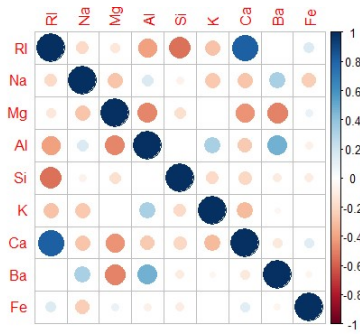 RI Na Mg Al Si K Ca Ba Fe
RI
Na
Mg
Al
Si
K
Ca
Ba
Fe
1
0.8
0.6
0.4
0.2
0
-0.2
-0.4
-0.6
-0.8
-1